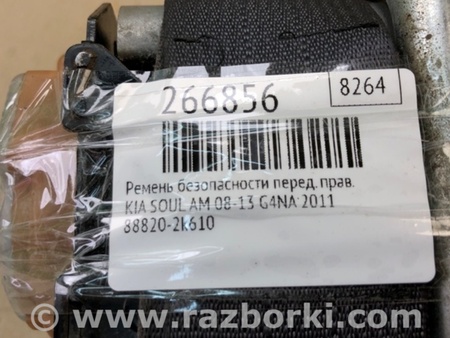 266856
8264
Ремень безопасности перед. прав.
KIA SOUL AM 08-13 G4NA 2011
88820-2K610
www.razborki.com